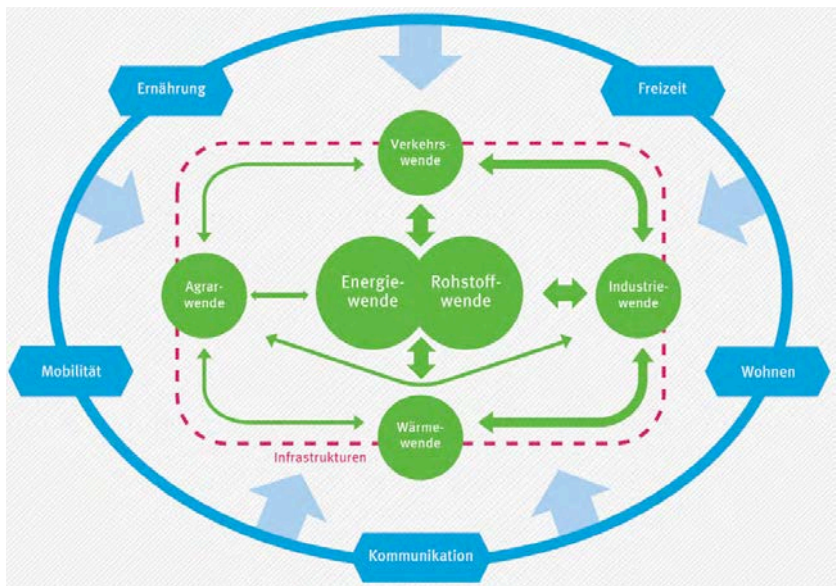 Ernährung
Freizeit
Verkehrs-
wende
Energie-
wende
Rohstoff-
wende
Agrar-
wende
Industrie-
wende
Mobilität
Wohnen
Wärme-
wende
Infrastrukturen
Kommunikation